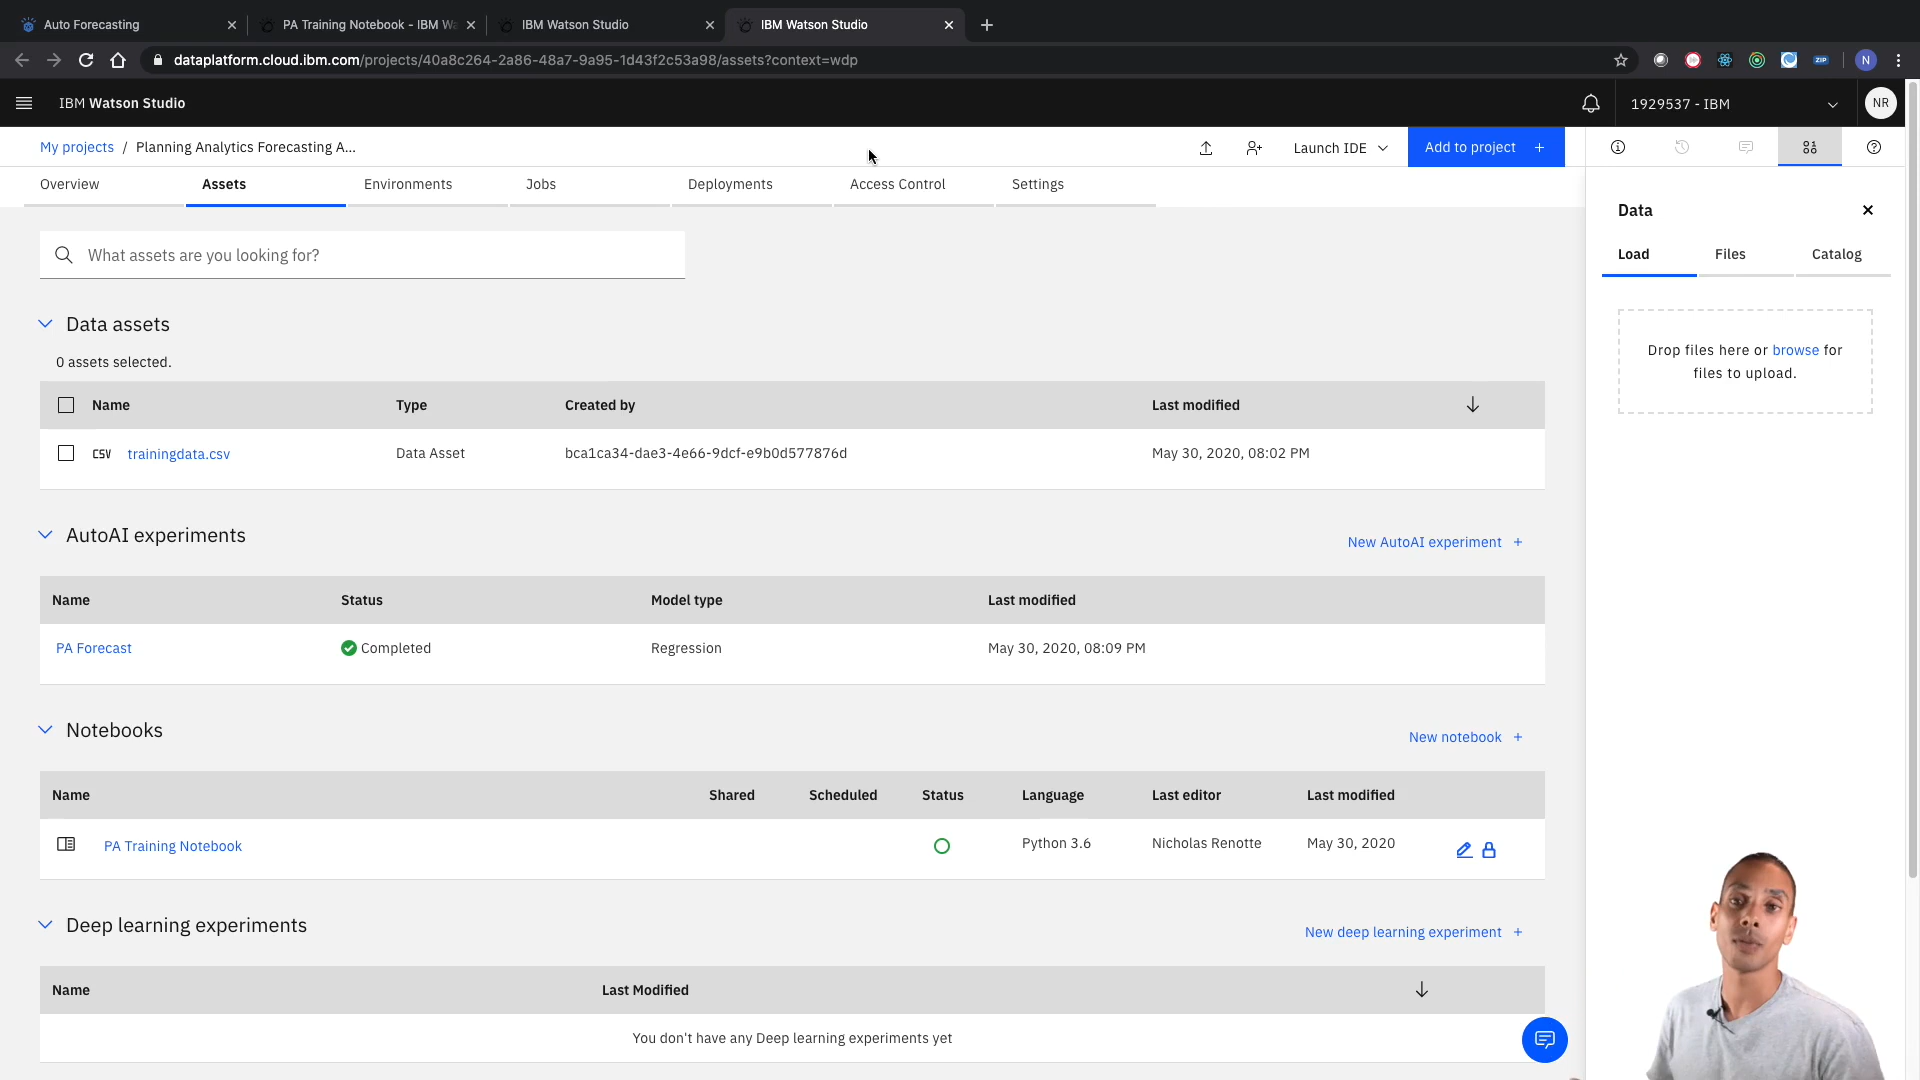 Auto Forecasting
PA Training Notebook - IBM Wa
IBM Watson Studio
IBM Watson Studio
dataplatform.cloud.ibm.com/projects/40a8c264-2a86-48a7-9a95-1d43f2c53a98/assets?context=wdp
ZIP
N
IBM Watson Studio
1929537 - IBM
NR
My projects / Planning Analytics Forecasting A...
Launch IDE
Add to project +
Overview
Assets
Environments
Jobs
Deployments
Access Control
Settings
Data
Load
Files
Catalog
Drop files here or browse for
files to upload.
What assets are you looking for?
Data assets
0 assets selected.
Name Type Created by Last modified
CSV trainingdata.csv Data Asset bca1ca34-dae3-4e66-9dcf-e9b0d577876d May 30, 2020, 08:02 PM
AutoAI experiments
New AutoAI experiment +
Name Status Model type Last modified
PA Forecast Completed Regression May 30, 2020, 08:09 PM
Notebooks
New notebook +
Name Shared Scheduled Status Language Last editor Last modified
PA Training Notebook Python 3.6 Nicholas Renotte May 30, 2020
Deep learning experiments
New deep learning experiment +
Name Last Modified
You don't have any Deep learning experiments yet